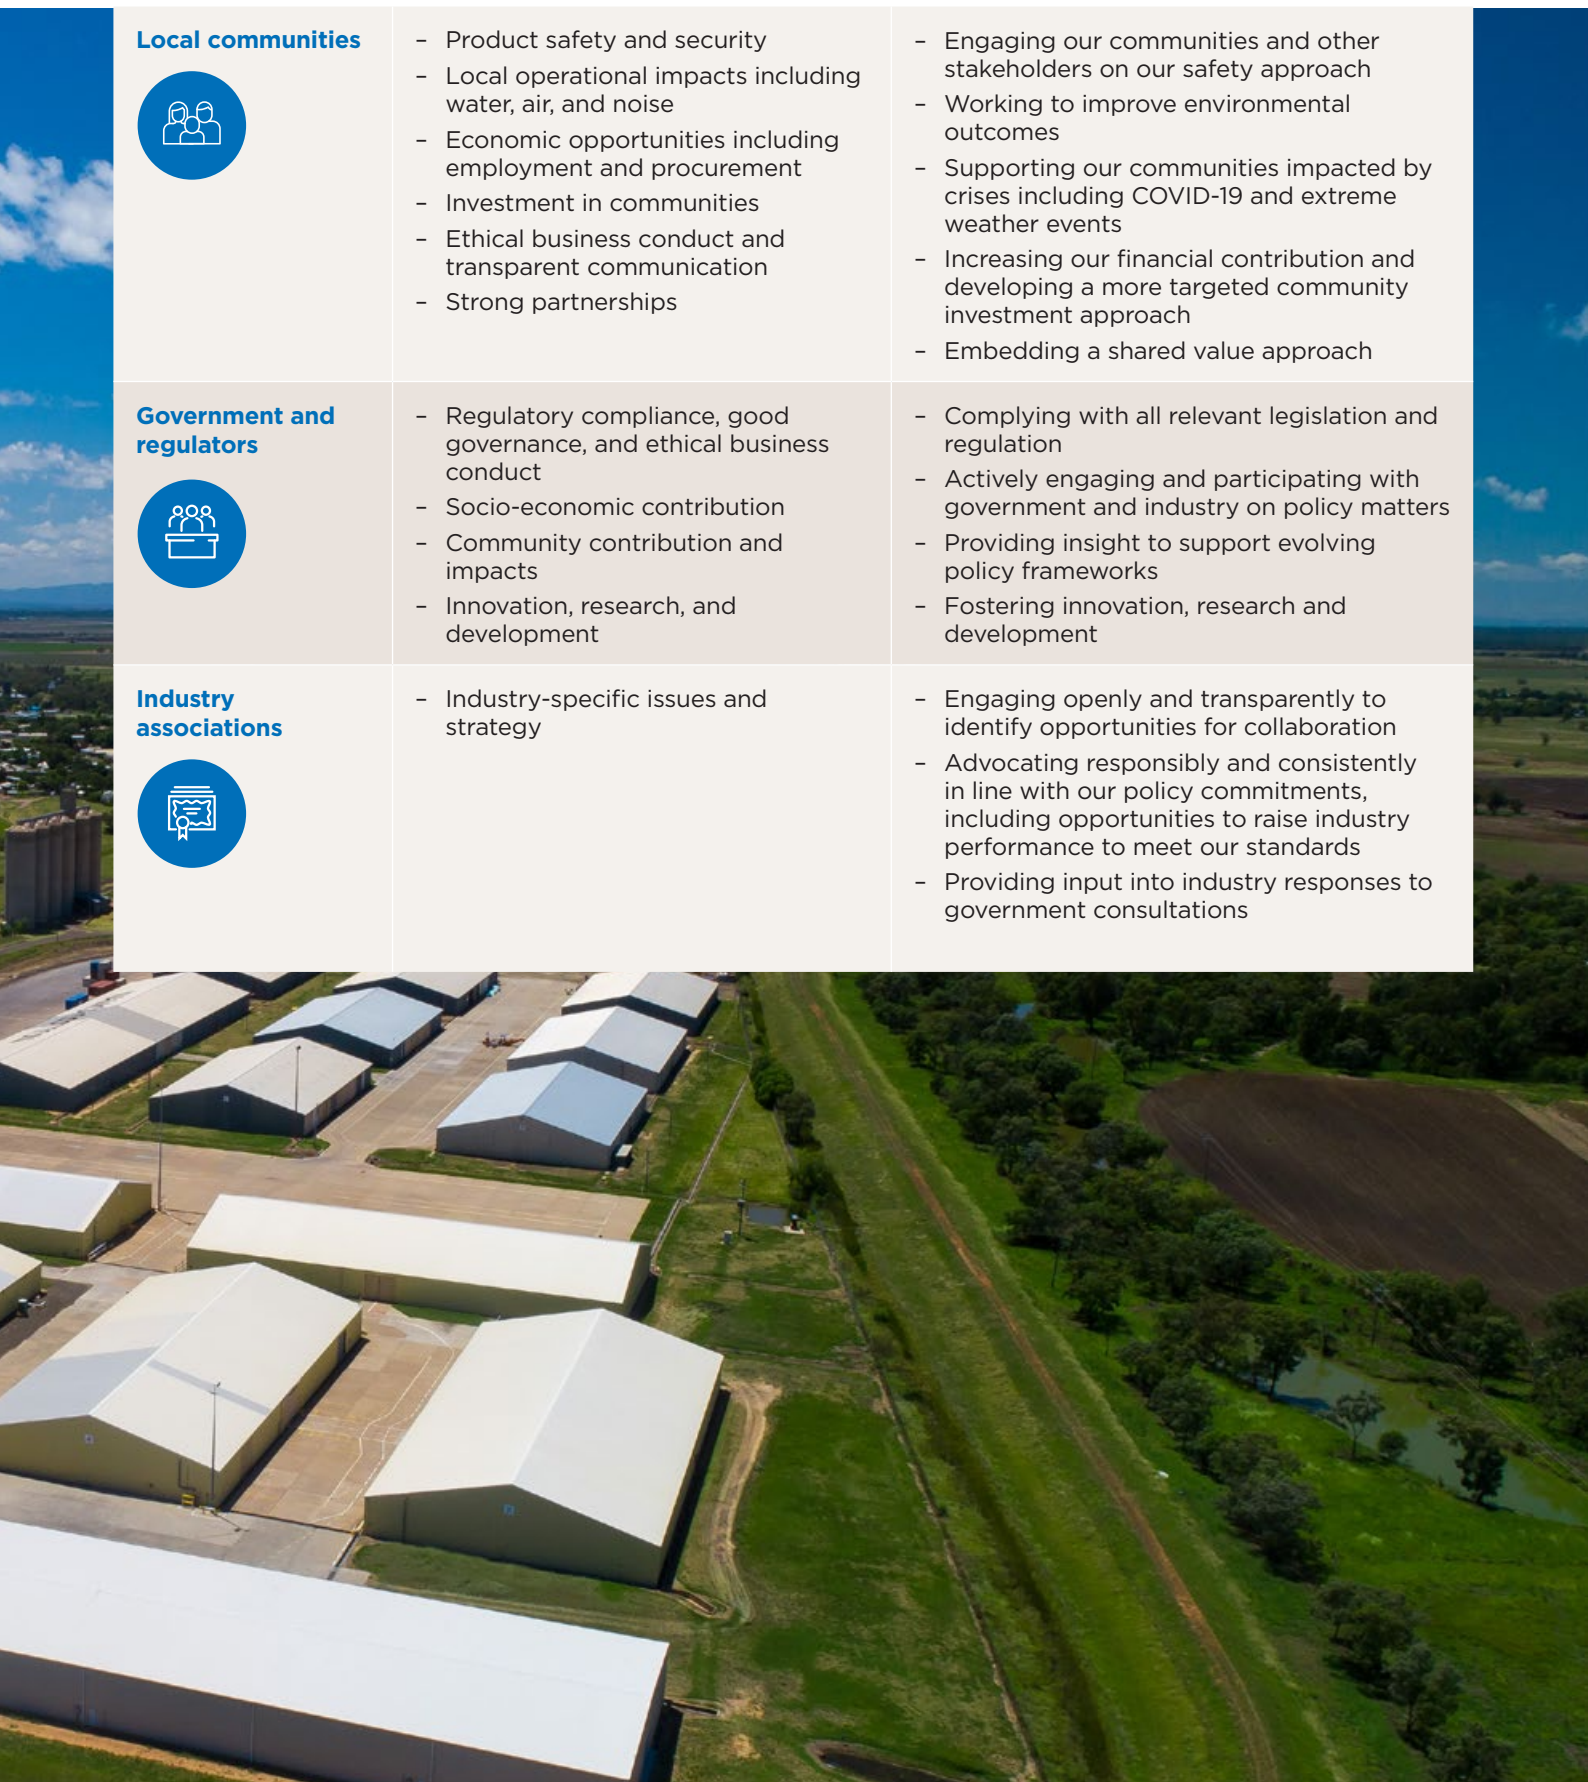 Local communities
– Product safety and security
– Local operational impacts including
water, air, and noise
– Economic opportunities including
employment and procurement
– Investment in communities
– Ethical business conduct and
transparent communication
– Strong partnerships
– Engaging our communities and other
stakeholders on our safety approach
– Working to improve environmental
outcomes
– Supporting our communities impacted by
crises including COVID-19 and extreme
weather events
– Increasing our financial contribution and
developing a more targeted community
investment approach
– Embedding a shared value approach
Government and
regulators
– Regulatory compliance, good
governance, and ethical business
conduct
– Socio-economic contribution
– Community contribution and
impacts
– Innovation, research, and
development
– Complying with all relevant legislation and
regulation
– Actively engaging and participating with
government and industry on policy matters
– Providing insight to support evolving
policy frameworks
– Fostering innovation, research and
development
Industry
associations
– Industry-specific issues and
strategy
– Engaging openly and transparently to
identify opportunities for collaboration
– Advocating responsibly and consistently
in line with our policy commitments,
including opportunities to raise industry
performance to meet our standards
– Providing input into industry responses to
government consultations